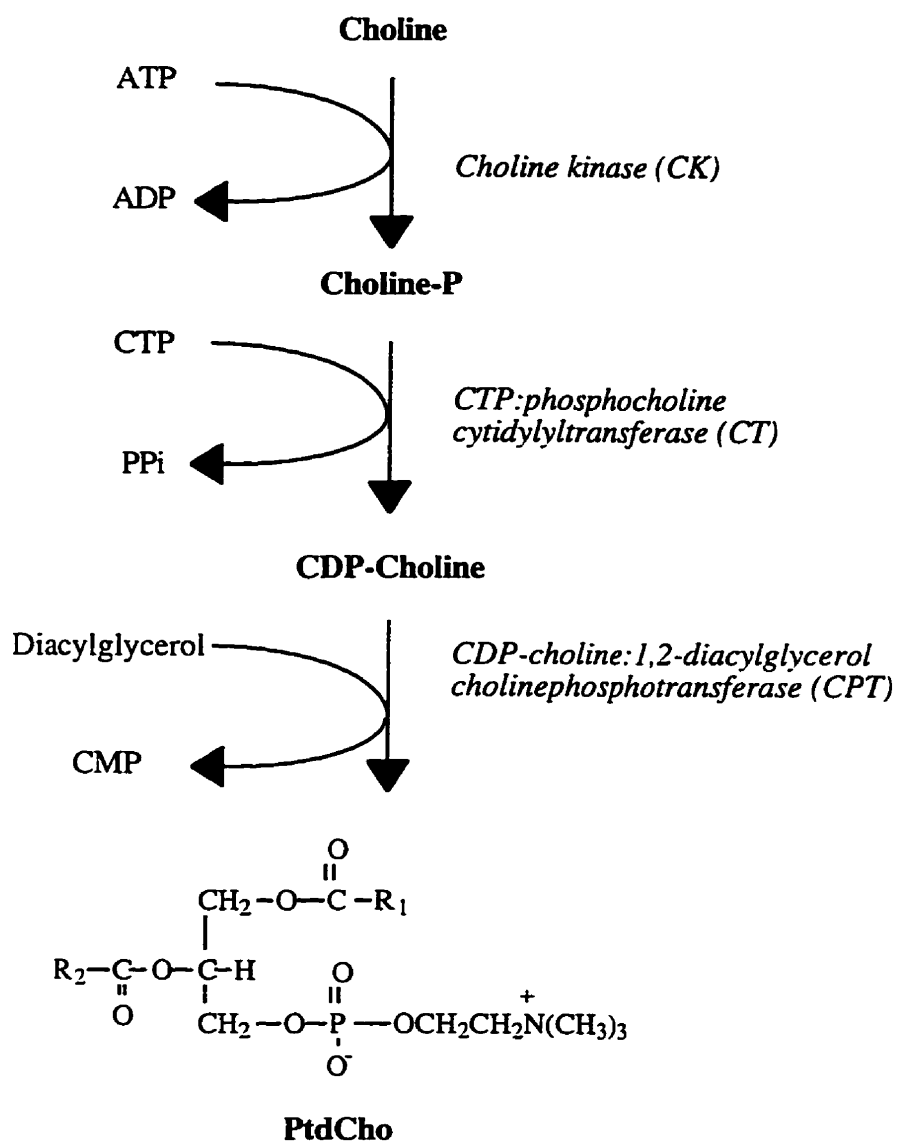 Choline
ATP
ADP
Choline kinase (CK)
Choline-P
CTP
PPi
CTP:phosphocholine
cytidylyltransferase (CT)
CDP-Choline
Diacylglycerol
CMP
CDP-choline:1,2-diacylglycerol
cholinephosphotransferase (CPT)
O
CH₂-O-C-R₁
R₂-C-O-C-H O
O CH₂-O-P-OCH₂CH₂N⁺(CH₃)₃
O⁻
PtdCho